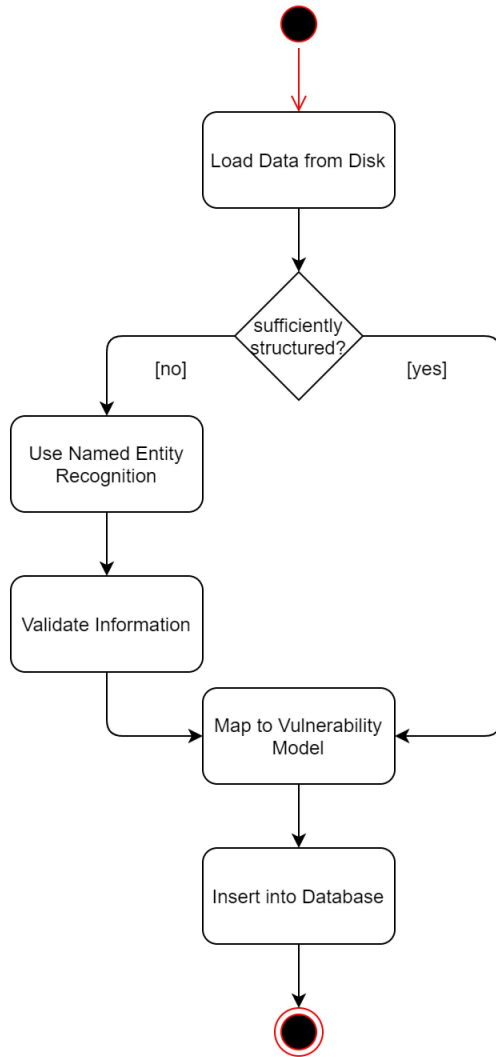 Load Data from Disk
sufficiently
structured?
[no]
[yes]
Use Named Entity
Recognition
Validate Information
Map to Vulnerability
Model
Insert into Database